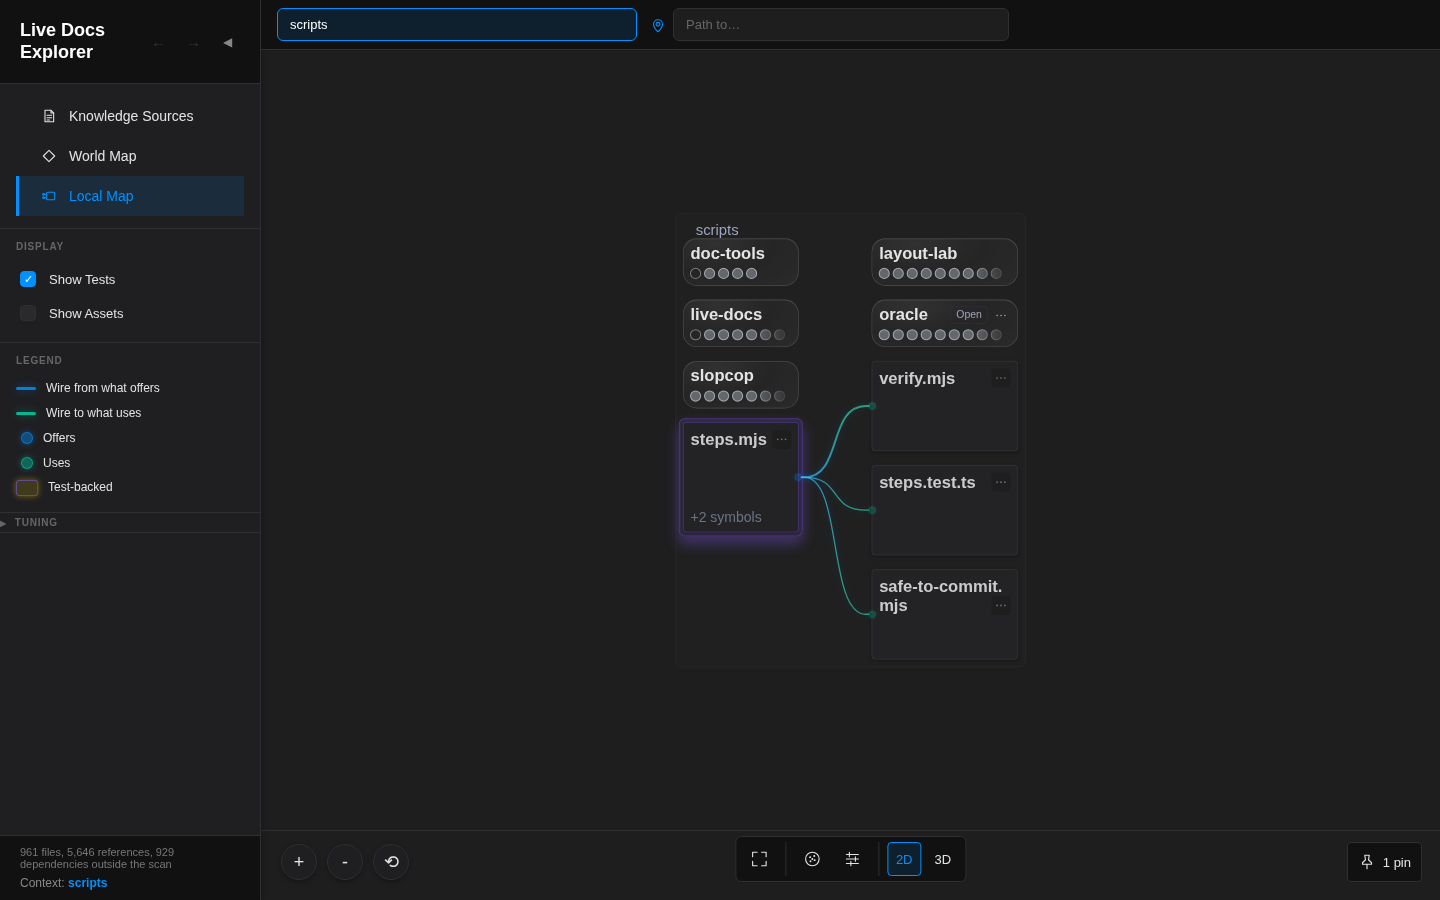 Live Docs
Explorer
← → ◀
Knowledge Sources
World Map
Local Map
DISPLAY
✓ Show Tests
Show Assets
LEGEND
Wire from what offers
Wire to what uses
Offers
Uses
Test-backed
▶ TUNING
961 files, 5,646 references, 929
dependencies outside the scan
Context: scripts
scripts
Path to…
scripts
doc-tools
layout-lab
live-docs
oracle Open ···
slopcop
verify.mjs ···
steps.mjs ···
+2 symbols
steps.test.ts ···
safe-to-commit.
mjs ···
+ - ⟲
2D 3D
1 pin